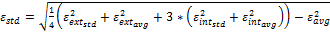 ε_std = √(1/4(ε²_ext_std + ε²_ext_avg + 3 * (ε²_int_std + ε²_int_avg)) − ε²_avg)